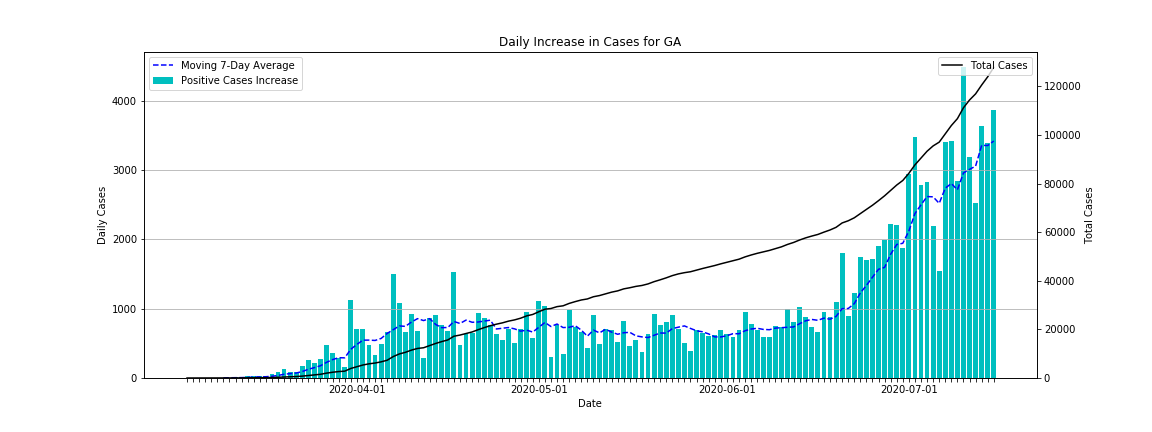 Daily Increase in Cases for GA
Moving 7-Day Average
Positive Cases Increase
Total Cases
4000
3000
2000
1000
0
Daily Cases
120000
100000
80000
60000
40000
20000
0
Total Cases
2020-04-01
2020-05-01
2020-06-01
2020-07-01
Date